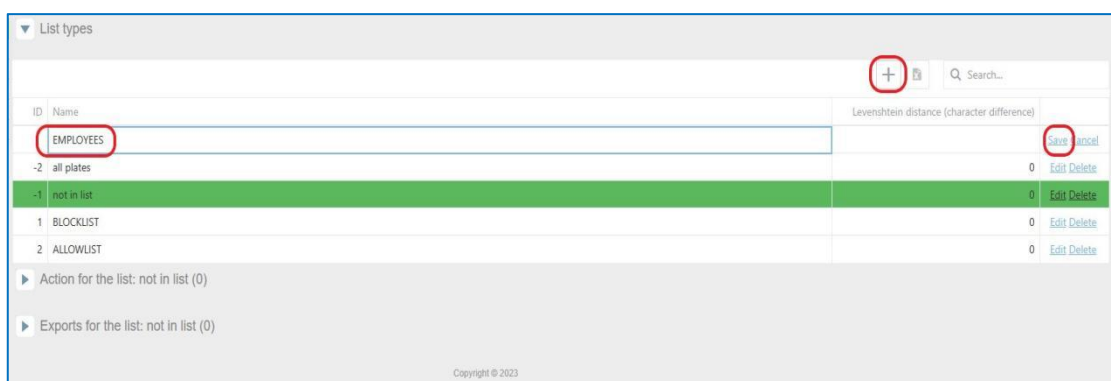 List types
Search...
ID Name Levenshtein distance (character difference)
EMPLOYEES Save Cancel
-2 all plates 0 Edit Delete
-1 not in list 0 Edit Delete
1 BLOCKLIST 0 Edit Delete
2 ALLOWLIST 0 Edit Delete
Action for the list: not in list (0)
Exports for the list: not in list (0)
Copyright © 2023